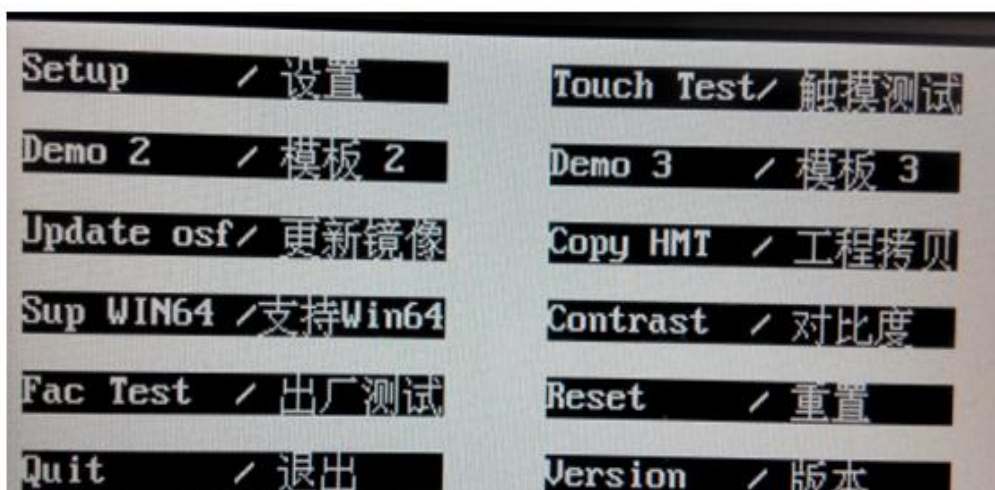 Setup / 设置 Touch Test/ 触摸测试
Demo 2 / 模板 2 Demo 3 / 模板 3
Update osf/ 更新镜像 Copy HMT / 工程拷贝
Sup WIN64 /支持Win64 Contrast / 对比度
Fac Test / 出厂测试 Reset / 重置
Quit / 退出 Version / 版本